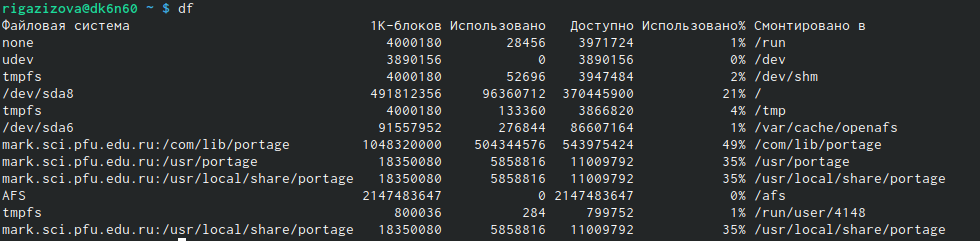 rigazizova@dk6n60 ~ $ df
Файловая система 1K-блоков Использовано Доступно Использовано% Смонтировано в
none 4000180 28456 3971724 1% /run
udev 3890156 0 3890156 0% /dev
tmpfs 4000180 52696 3947484 2% /dev/shm
/dev/sda8 491812356 96360712 370445900 21% /
tmpfs 4000180 133360 3866820 4% /tmp
/dev/sda6 91557952 276844 86607164 1% /var/cache/openafs
mark.sci.pfu.edu.ru:/com/lib/portage 1048320000 504344576 543975424 49% /com/lib/portage
mark.sci.pfu.edu.ru:/usr/portage 18350080 5858816 11009792 35% /usr/portage
mark.sci.pfu.edu.ru:/usr/local/share/portage 18350080 5858816 11009792 35% /usr/local/share/portage
AFS 2147483647 0 2147483647 0% /afs
tmpfs 800036 284 799752 1% /run/user/4148
mark.sci.pfu.edu.ru:/usr/local/share/portage 18350080 5858816 11009792 35% /usr/local/share/portage